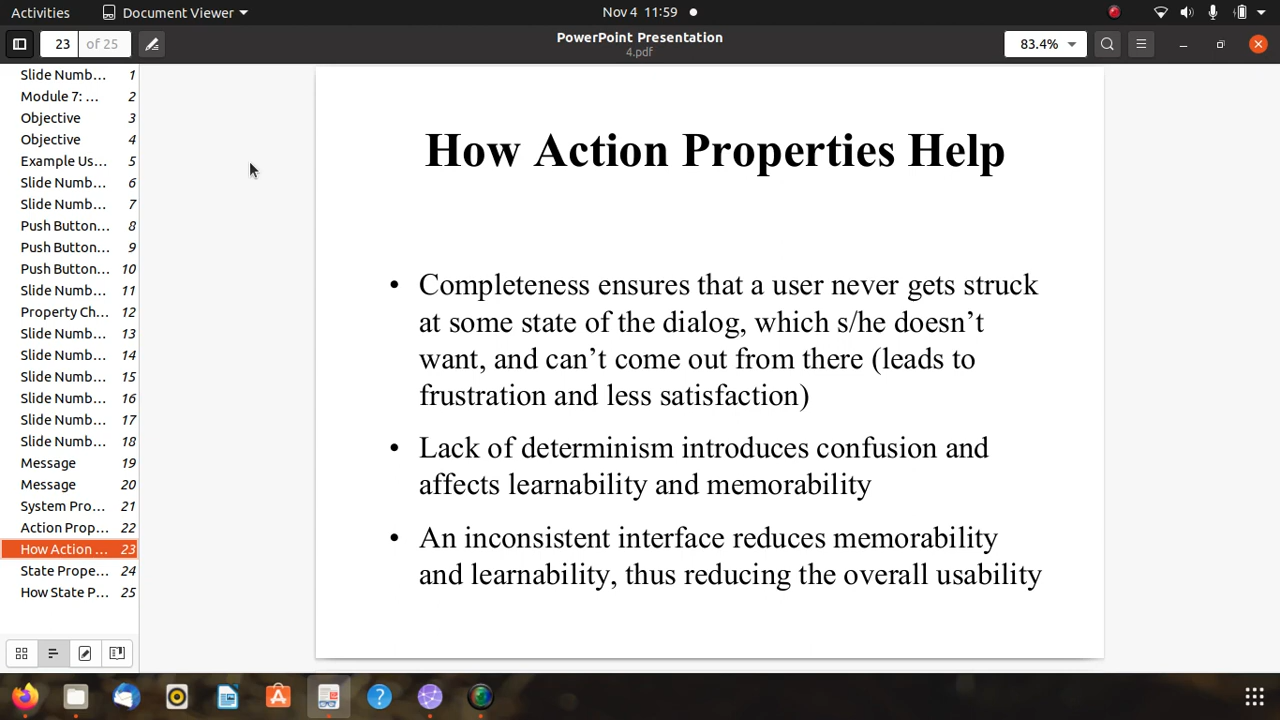 Activities Document Viewer Nov 4 11:59
23 of 25 PowerPoint Presentation 83.4%
4.pdf
Slide Numb... 1
Module 7: ... 2
Objective 3
Objective 4
Example Us... 5
Slide Numb... 6
Slide Numb... 7
Push Button... 8
Push Button... 9
Push Button... 10
Slide Numb... 11
Property Ch... 12
Slide Numb... 13
Slide Numb... 14
Slide Numb... 15
Slide Numb... 16
Slide Numb... 17
Slide Numb... 18
Message 19
Message 20
System Pro... 21
Action Prop... 22
How Action ... 23
State Prope... 24
How State P... 25
How Action Properties Help
• Completeness ensures that a user never gets struck
at some state of the dialog, which s/he doesn’t
want, and can’t come out from there (leads to
frustration and less satisfaction)
• Lack of determinism introduces confusion and
affects learnability and memorability
• An inconsistent interface reduces memorability
and learnability, thus reducing the overall usability